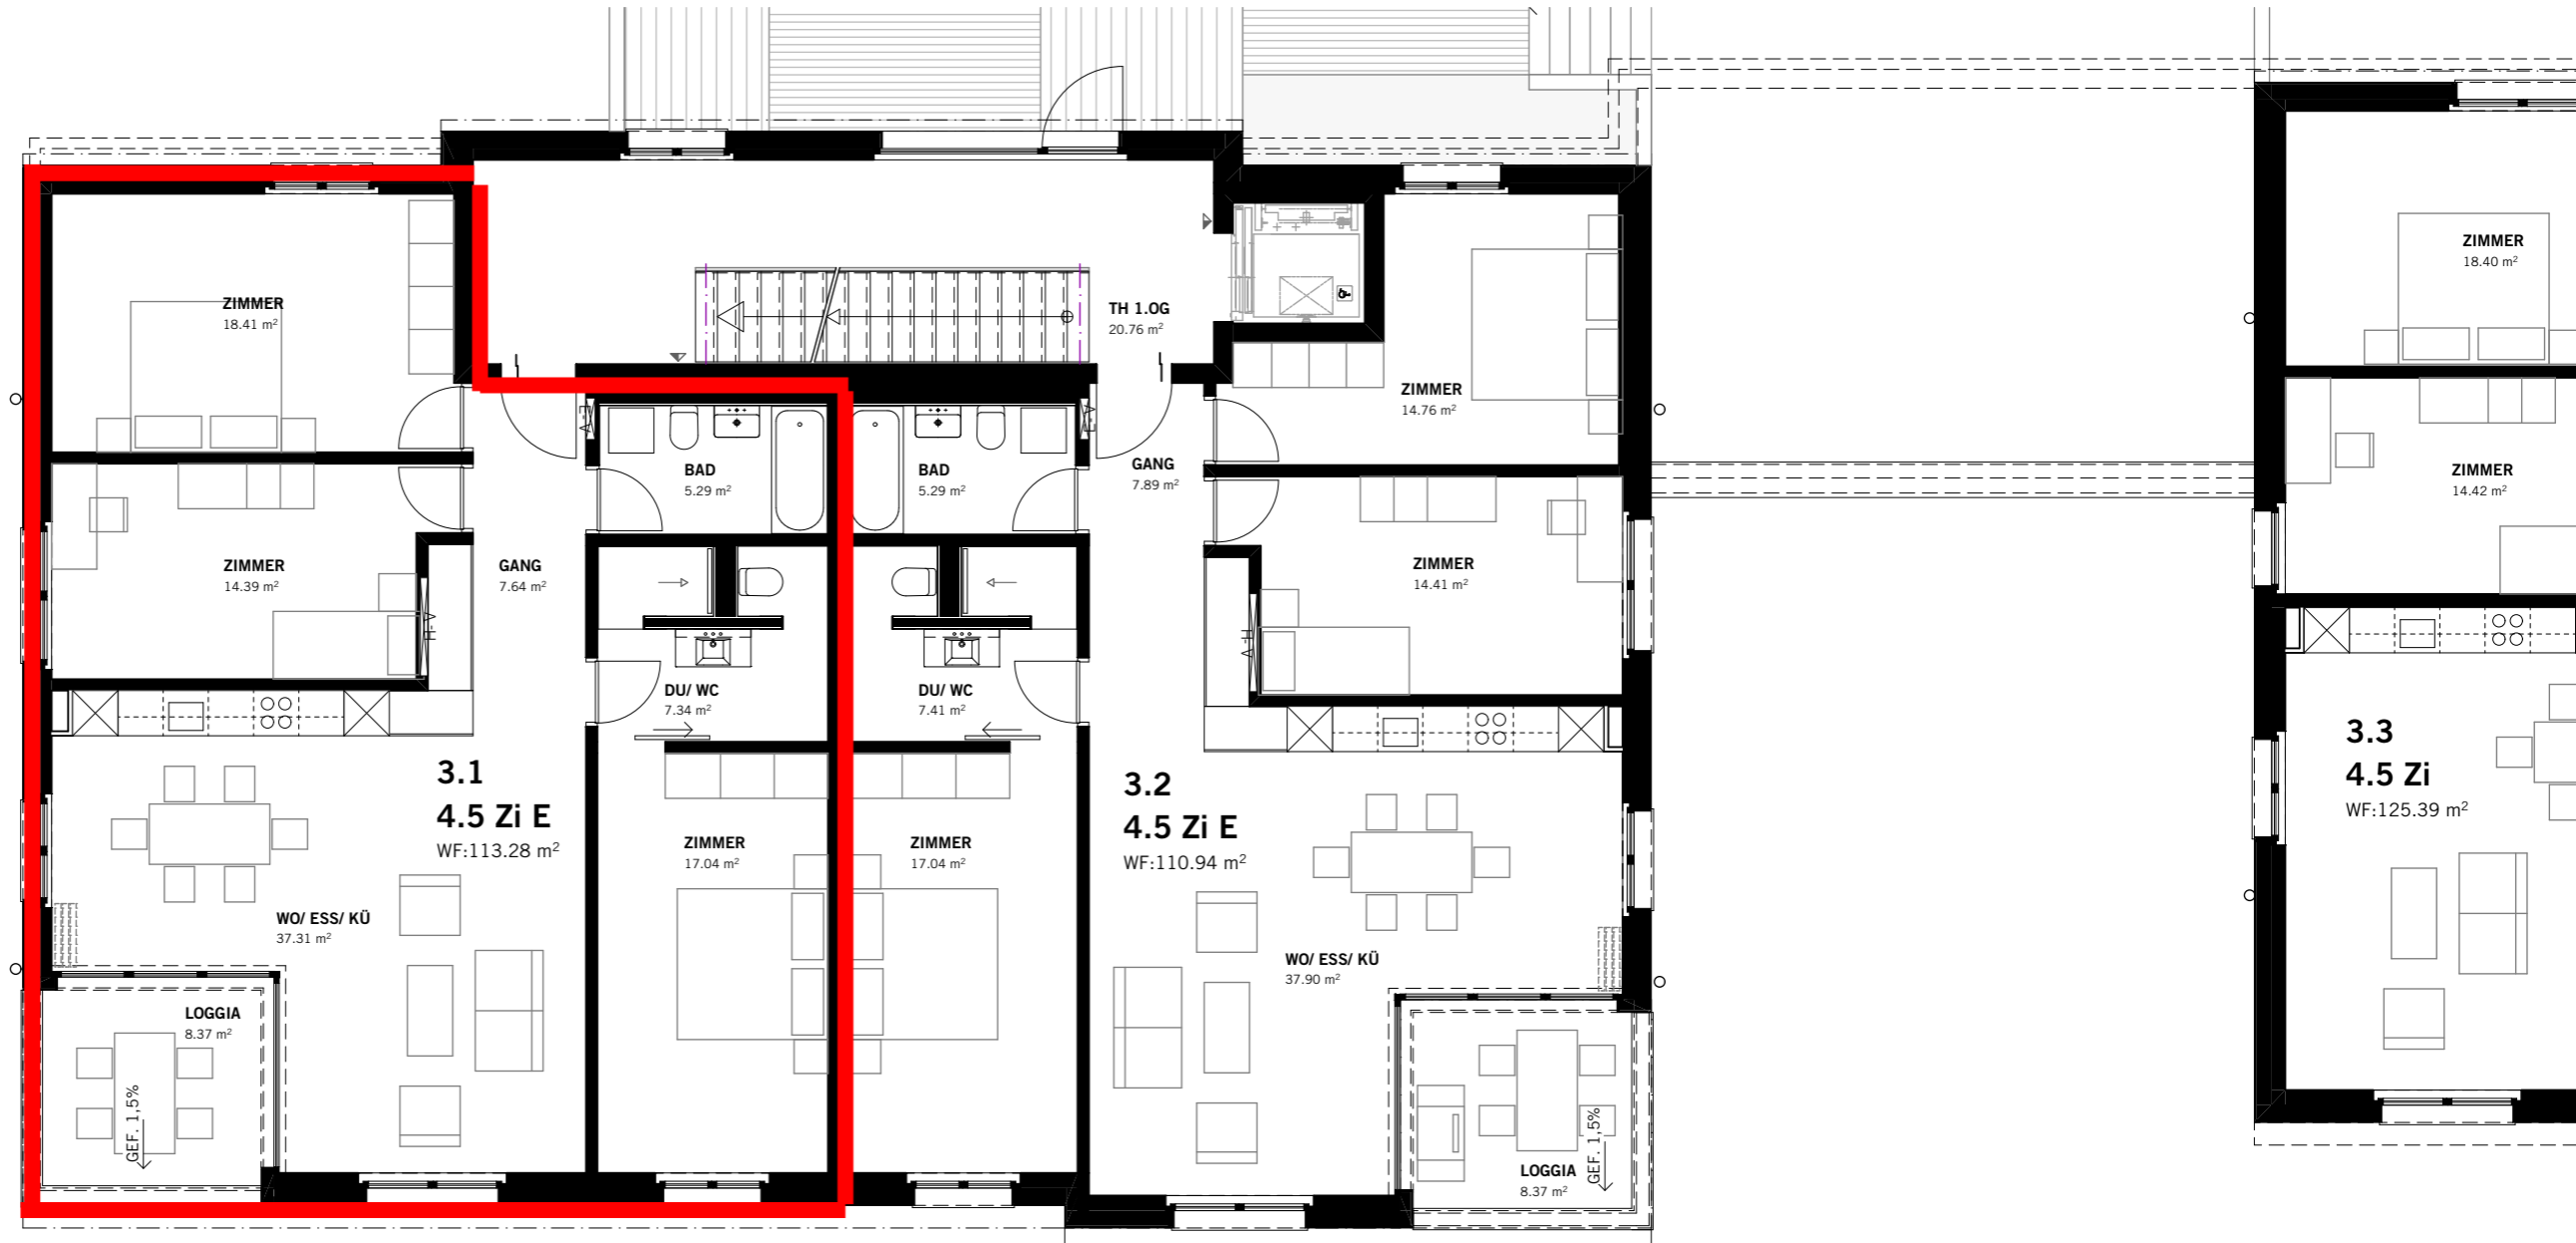 ZIMMER
18.41 m²
ZIMMER
14.39 m²
GANG
7.64 m²
BAD
5.29 m²
DU/ WC
7.34 m²
3.1
4.5 Zi E
WF:113.28 m²
ZIMMER
17.04 m²
WO/ ESS/ KÜ
37.31 m²
LOGGIA
8.37 m²
GEF. 1,5%
A-E
A-H
TH 1.OG
20.76 m²
BAD
5.29 m²
GANG
7.89 m²
ZIMMER
14.76 m²
ZIMMER
14.41 m²
DU/ WC
7.41 m²
3.2
4.5 Zi E
WF:110.94 m²
ZIMMER
17.04 m²
WO/ ESS/ KÜ
37.90 m²
LOGGIA
8.37 m²
GEF. 1,5%
A-E
A-H
ZIMMER
18.40 m²
ZIMMER
14.42 m²
3.3
4.5 Zi
WF:125.39 m²